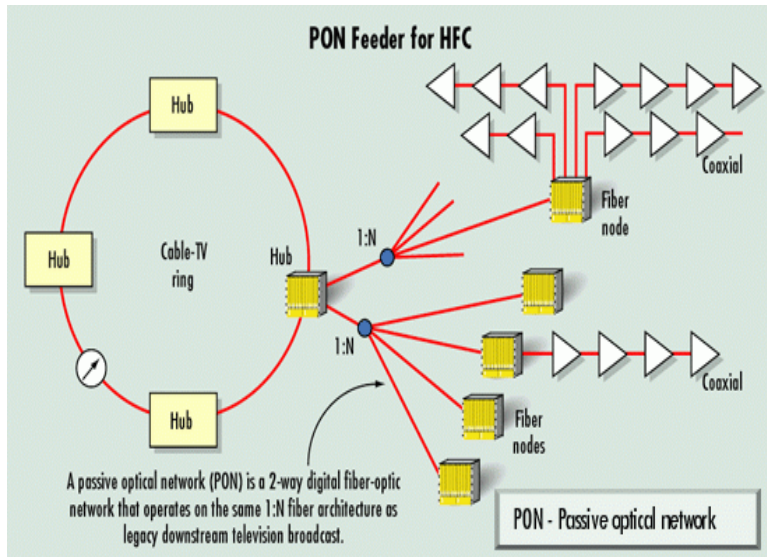 PON Feeder for HFC
Hub
Hub
Cable-TV
ring
Hub
Hub
1:N
1:N
Fiber
node
Coaxial
Coaxial
Fiber
nodes
A passive optical network (PON) is a 2-way digital fiber-optic
network that operates on the same 1:N fiber architecture as
legacy downstream television broadcast.
PON - Passive optical network